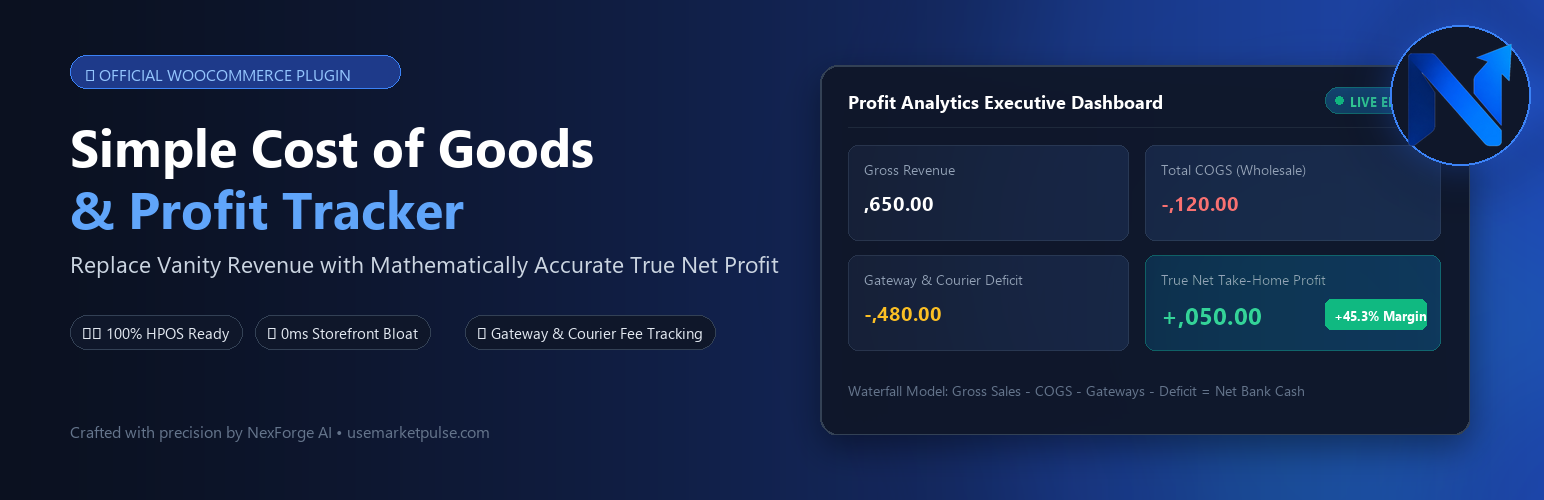 OFFICIAL WOOCOMMERCE PLUGIN
Simple Cost of Goods
& Profit Tracker
Replace Vanity Revenue with Mathematically Accurate True Net Profit
100% HPOS Ready
0ms Storefront Bloat
Gateway & Courier Fee Tracking
Crafted with precision by NexForge AI • usemarketpulse.com
Profit Analytics Executive Dashboard
LIVE
Gross Revenue
,650.00
Total COGS (Wholesale)
-,120.00
Gateway & Courier Deficit
-,480.00
True Net Take-Home Profit
+,050.00
+45.3% Margin
Waterfall Model: Gross Sales - COGS - Gateways - Deficit = Net Bank Cash